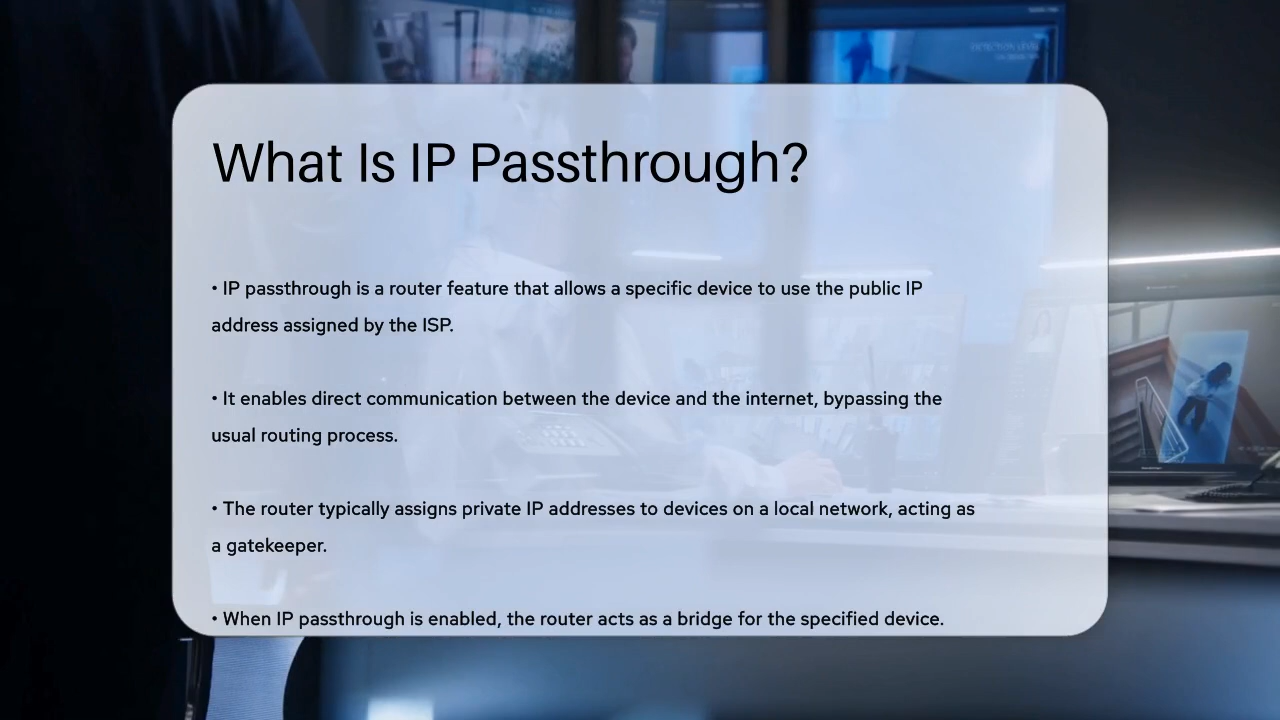 What Is IP Passthrough?
• IP passthrough is a router feature that allows a specific device to use the public IP
address assigned by the ISP.
• It enables direct communication between the device and the internet, bypassing the
usual routing process.
• The router typically assigns private IP addresses to devices on a local network, acting as
a gatekeeper.
• When IP passthrough is enabled, the router acts as a bridge for the specified device.